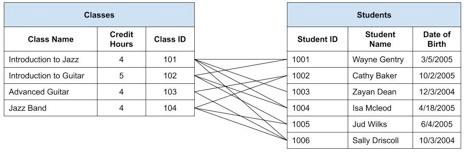 Classes
Class Name Credit Hours Class ID
Introduction to Jazz 4 101
Introduction to Guitar 5 102
Advanced Guitar 4 103
Jazz Band 4 104
Students
Student ID Student Name Date of Birth
1001 Wayne Gentry 3/5/2005
1002 Cathy Baker 10/2/2005
1003 Zayan Dean 12/3/2004
1004 Isa Mcleod 4/18/2005
1005 Jud Wilks 6/4/2005
1006 Sally Driscoll 10/3/2004